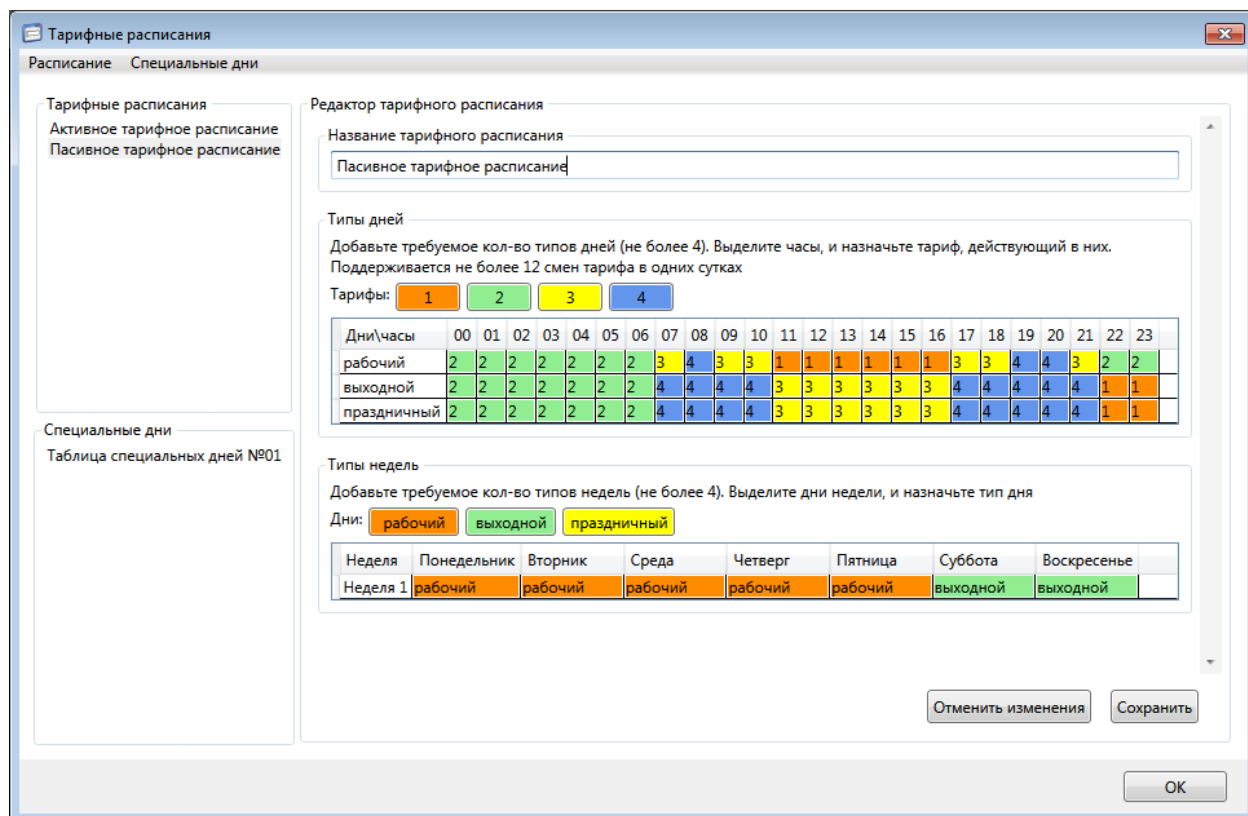 Тарифные расписания
Расписание Специальные дни
Тарифные расписания
Активное тарифное расписание
Пасивное тарифное расписание
Специальные дни
Таблица специальных дней №01
Редактор тарифного расписания
Название тарифного расписания
Пасивное тарифное расписание
Типы дней
Добавьте требуемое кол-во типов дней (не более 4). Выделите часы, и назначьте тариф, действующий в них.
Поддерживается не более 12 смен тарифа в одних сутках
Тарифы: 1 2 3 4
Дни\часы 00 01 02 03 04 05 06 07 08 09 10 11 12 13 14 15 16 17 18 19 20 21 22 23
рабочий 2 2 2 2 2 2 2 3 4 3 3 1 1 1 1 1 1 3 3 4 4 3 2 2
выходной 2 2 2 2 2 2 2 4 4 4 4 3 3 3 3 3 3 4 4 4 4 4 1 1
праздничный 2 2 2 2 2 2 2 4 4 4 4 3 3 3 3 3 3 4 4 4 4 4 1 1
Типы недель
Добавьте требуемое кол-во типов недель (не более 4). Выделите дни недели, и назначьте тип дня
Дни: рабочий выходной праздничный
Неделя Понедельник Вторник Среда Четверг Пятница Суббота Воскресенье
Неделя 1 рабочий рабочий рабочий рабочий рабочий выходной выходной
Отменить изменения Сохранить
ОК